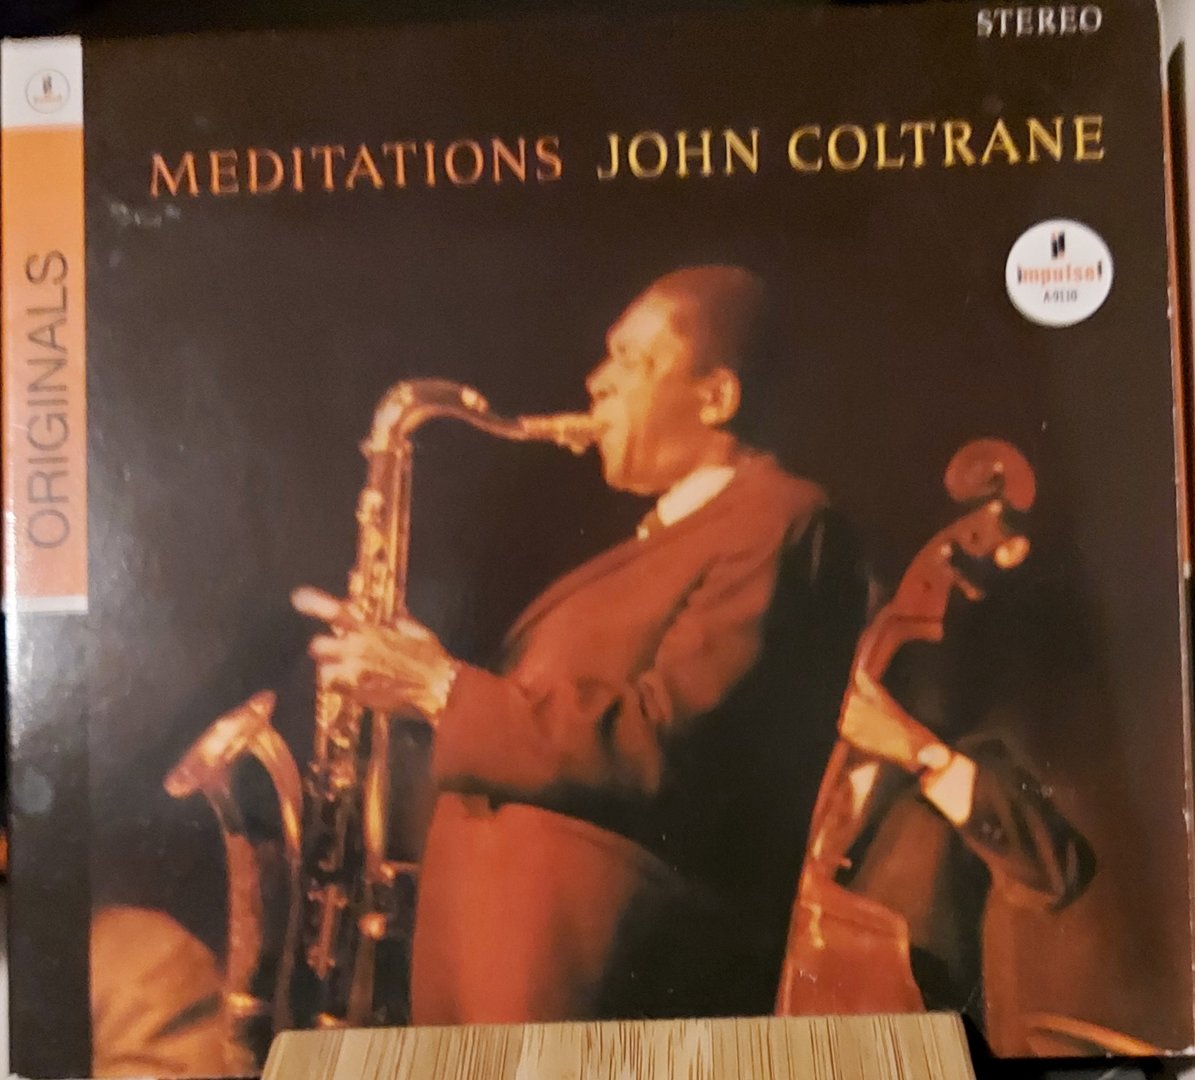 STEREO
MEDITATIONS JOHN COLTRANE
impulse!
A-9110
ORIGINALS